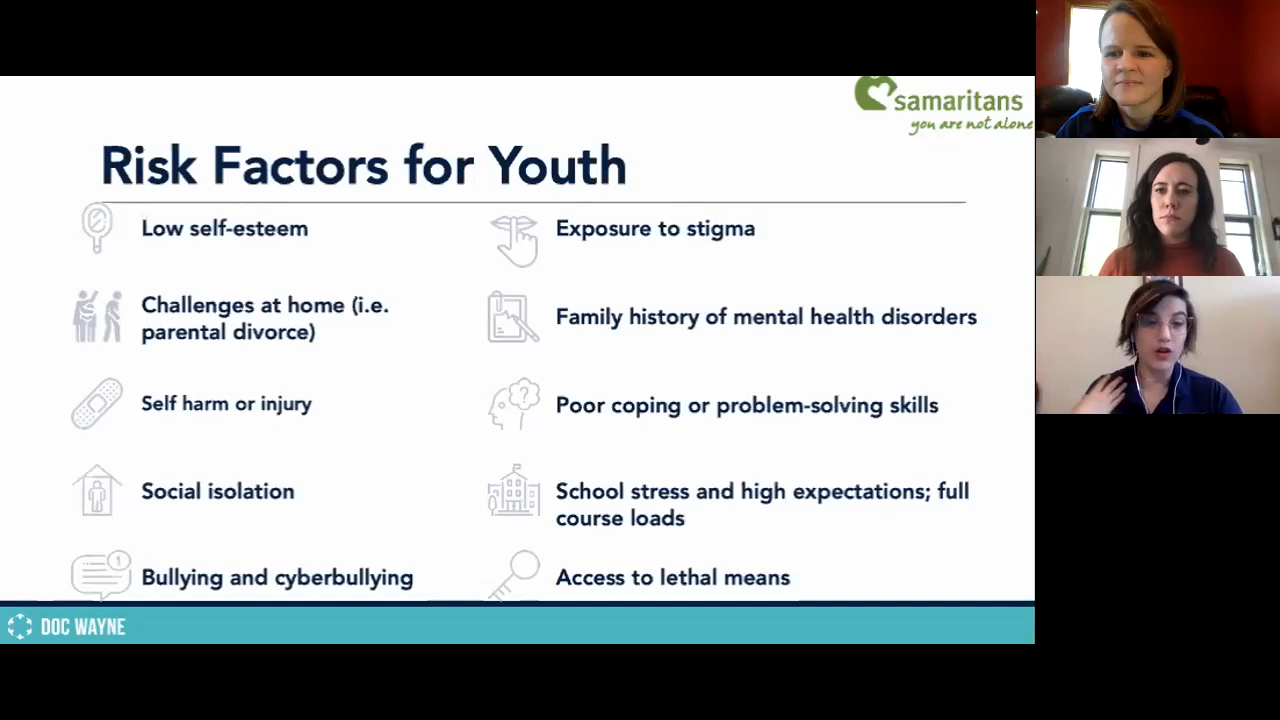 samaritans
you are not alone
Risk Factors for Youth
Low self-esteem
Challenges at home (i.e.
parental divorce)
Self harm or injury
Social isolation
1
Bullying and cyberbullying
Exposure to stigma
Family history of mental health disorders
?
Poor coping or problem-solving skills
School stress and high expectations; full
course loads
Access to lethal means
DOC WAYNE